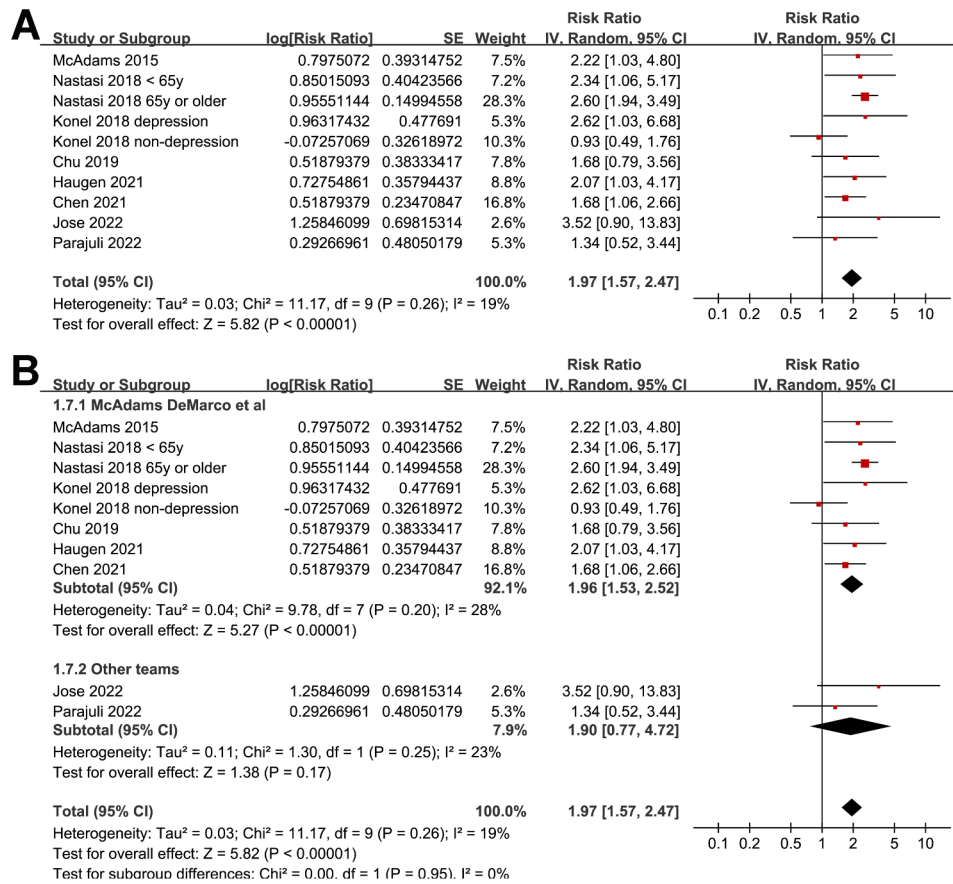 A
Risk Ratio Risk Ratio
Study or Subgroup log[Risk Ratio] SE Weight IV, Random, 95% CI IV, Random, 95% CI
McAdams 2015 0.7975072 0.39314752 7.5% 2.22 [1.03, 4.80]
Nastasi 2018 < 65y 0.85015093 0.40423566 7.2% 2.34 [1.06, 5.17]
Nastasi 2018 65y or older 0.95551144 0.14994558 28.3% 2.60 [1.94, 3.49]
Konel 2018 depression 0.96317432 0.477691 5.3% 2.62 [1.03, 6.68]
Konel 2018 non-depression -0.07257069 0.32618972 10.3% 0.93 [0.49, 1.76]
Chu 2019 0.51879379 0.38333417 7.8% 1.68 [0.79, 3.56]
Haugen 2021 0.72754861 0.35794437 8.8% 2.07 [1.03, 4.17]
Chen 2021 0.51879379 0.23470847 16.8% 1.68 [1.06, 2.66]
Jose 2022 1.25846099 0.69815314 2.6% 3.52 [0.90, 13.83]
Parajuli 2022 0.29266961 0.48050179 5.3% 1.34 [0.52, 3.44]
Total (95% CI) 100.0% 1.97 [1.57, 2.47]
Heterogeneity: Tau² = 0.03; Chi² = 11.17, df = 9 (P = 0.26); I² = 19%
Test for overall effect: Z = 5.82 (P < 0.00001)
0.1 0.2 0.5 1 2 5 10
B
Risk Ratio Risk Ratio
Study or Subgroup log[Risk Ratio] SE Weight IV, Random, 95% CI IV, Random, 95% CI
1.7.1 McAdams DeMarco et al
McAdams 2015 0.7975072 0.39314752 7.5% 2.22 [1.03, 4.80]
Nastasi 2018 < 65y 0.85015093 0.40423566 7.2% 2.34 [1.06, 5.17]
Nastasi 2018 65y or older 0.95551144 0.14994558 28.3% 2.60 [1.94, 3.49]
Konel 2018 depression 0.96317432 0.477691 5.3% 2.62 [1.03, 6.68]
Konel 2018 non-depression -0.07257069 0.32618972 10.3% 0.93 [0.49, 1.76]
Chu 2019 0.51879379 0.38333417 7.8% 1.68 [0.79, 3.56]
Haugen 2021 0.72754861 0.35794437 8.8% 2.07 [1.03, 4.17]
Chen 2021 0.51879379 0.23470847 16.8% 1.68 [1.06, 2.66]
Subtotal (95% CI) 92.1% 1.96 [1.53, 2.52]
Heterogeneity: Tau² = 0.04; Chi² = 9.78, df = 7 (P = 0.20); I² = 28%
Test for overall effect: Z = 5.27 (P < 0.00001)
1.7.2 Other teams
Jose 2022 1.25846099 0.69815314 2.6% 3.52 [0.90, 13.83]
Parajuli 2022 0.29266961 0.48050179 5.3% 1.34 [0.52, 3.44]
Subtotal (95% CI) 7.9% 1.90 [0.77, 4.72]
Heterogeneity: Tau² = 0.11; Chi² = 1.30, df = 1 (P = 0.25); I² = 23%
Test for overall effect: Z = 1.38 (P = 0.17)
Total (95% CI) 100.0% 1.97 [1.57, 2.47]
Heterogeneity: Tau² = 0.03; Chi² = 11.17, df = 9 (P = 0.26); I² = 19%
Test for overall effect: Z = 5.82 (P < 0.00001)
0.1 0.2 0.5 1 2 5 10
Test for subgroup differences: Chi² = 0.00, df = 1 (P = 0.95), I² = 0%